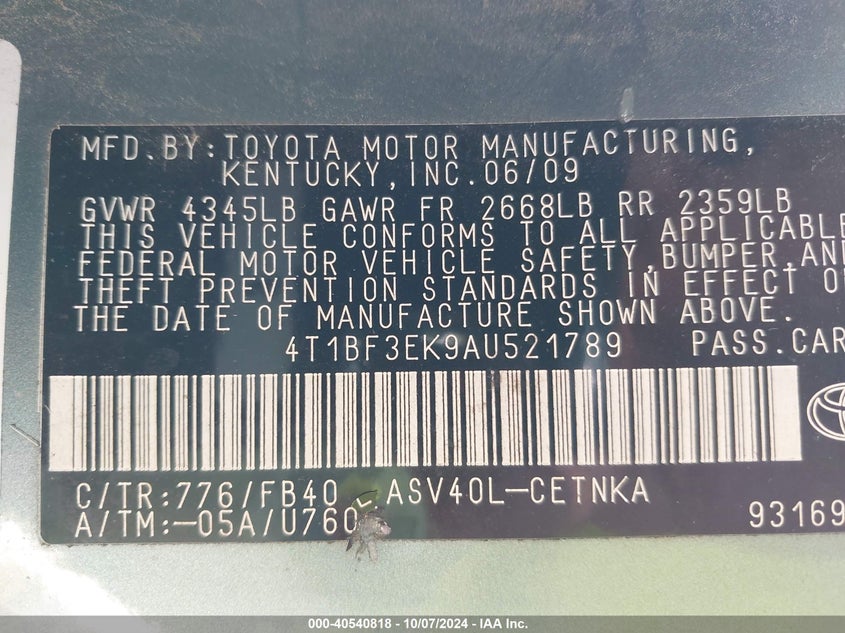 MFD.BY:TOYOTA MOTOR MANUFACTURING,
KENTUCKY,INC.06/09
GVWR 4345LB GAWR FR 2668LB RR 2359LB
THIS VEHICLE CONFORMS TO ALL APPLICABLE
FEDERAL MOTOR VEHICLE SAFETY,BUMPER,AND
THEFT PREVENTION STANDARDS IN EFFECT
THE DATE OF MANUFACTURE SHOWN ABOVE.
4T1BF3EK9AU521789 PASS.CAR
C/TR:776/FB40 ASV40L-CETNKA
A/TM:-05A/U760 93169
000-40540818 - 10/07/2024 - IAA Inc.